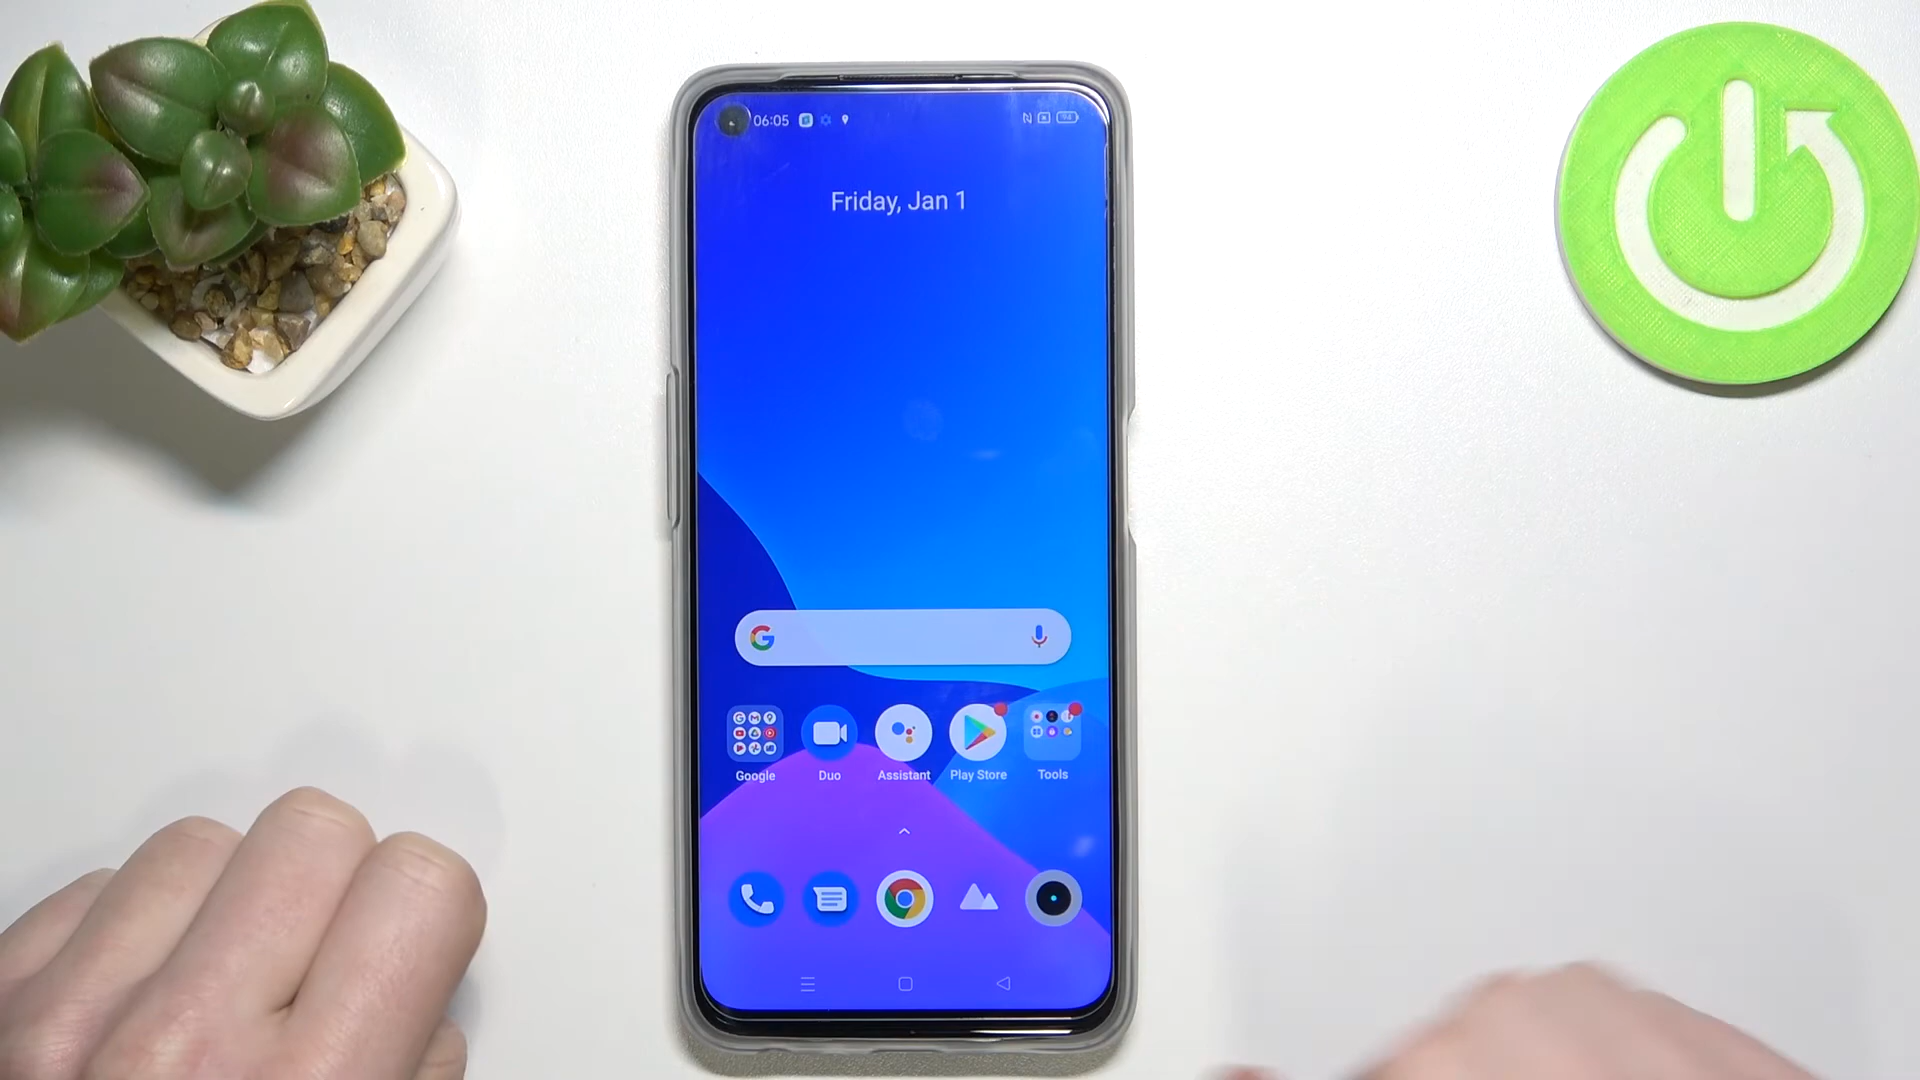 06:05
Friday, Jan 1
Google
Duo
Assistant
Play Store
Tools